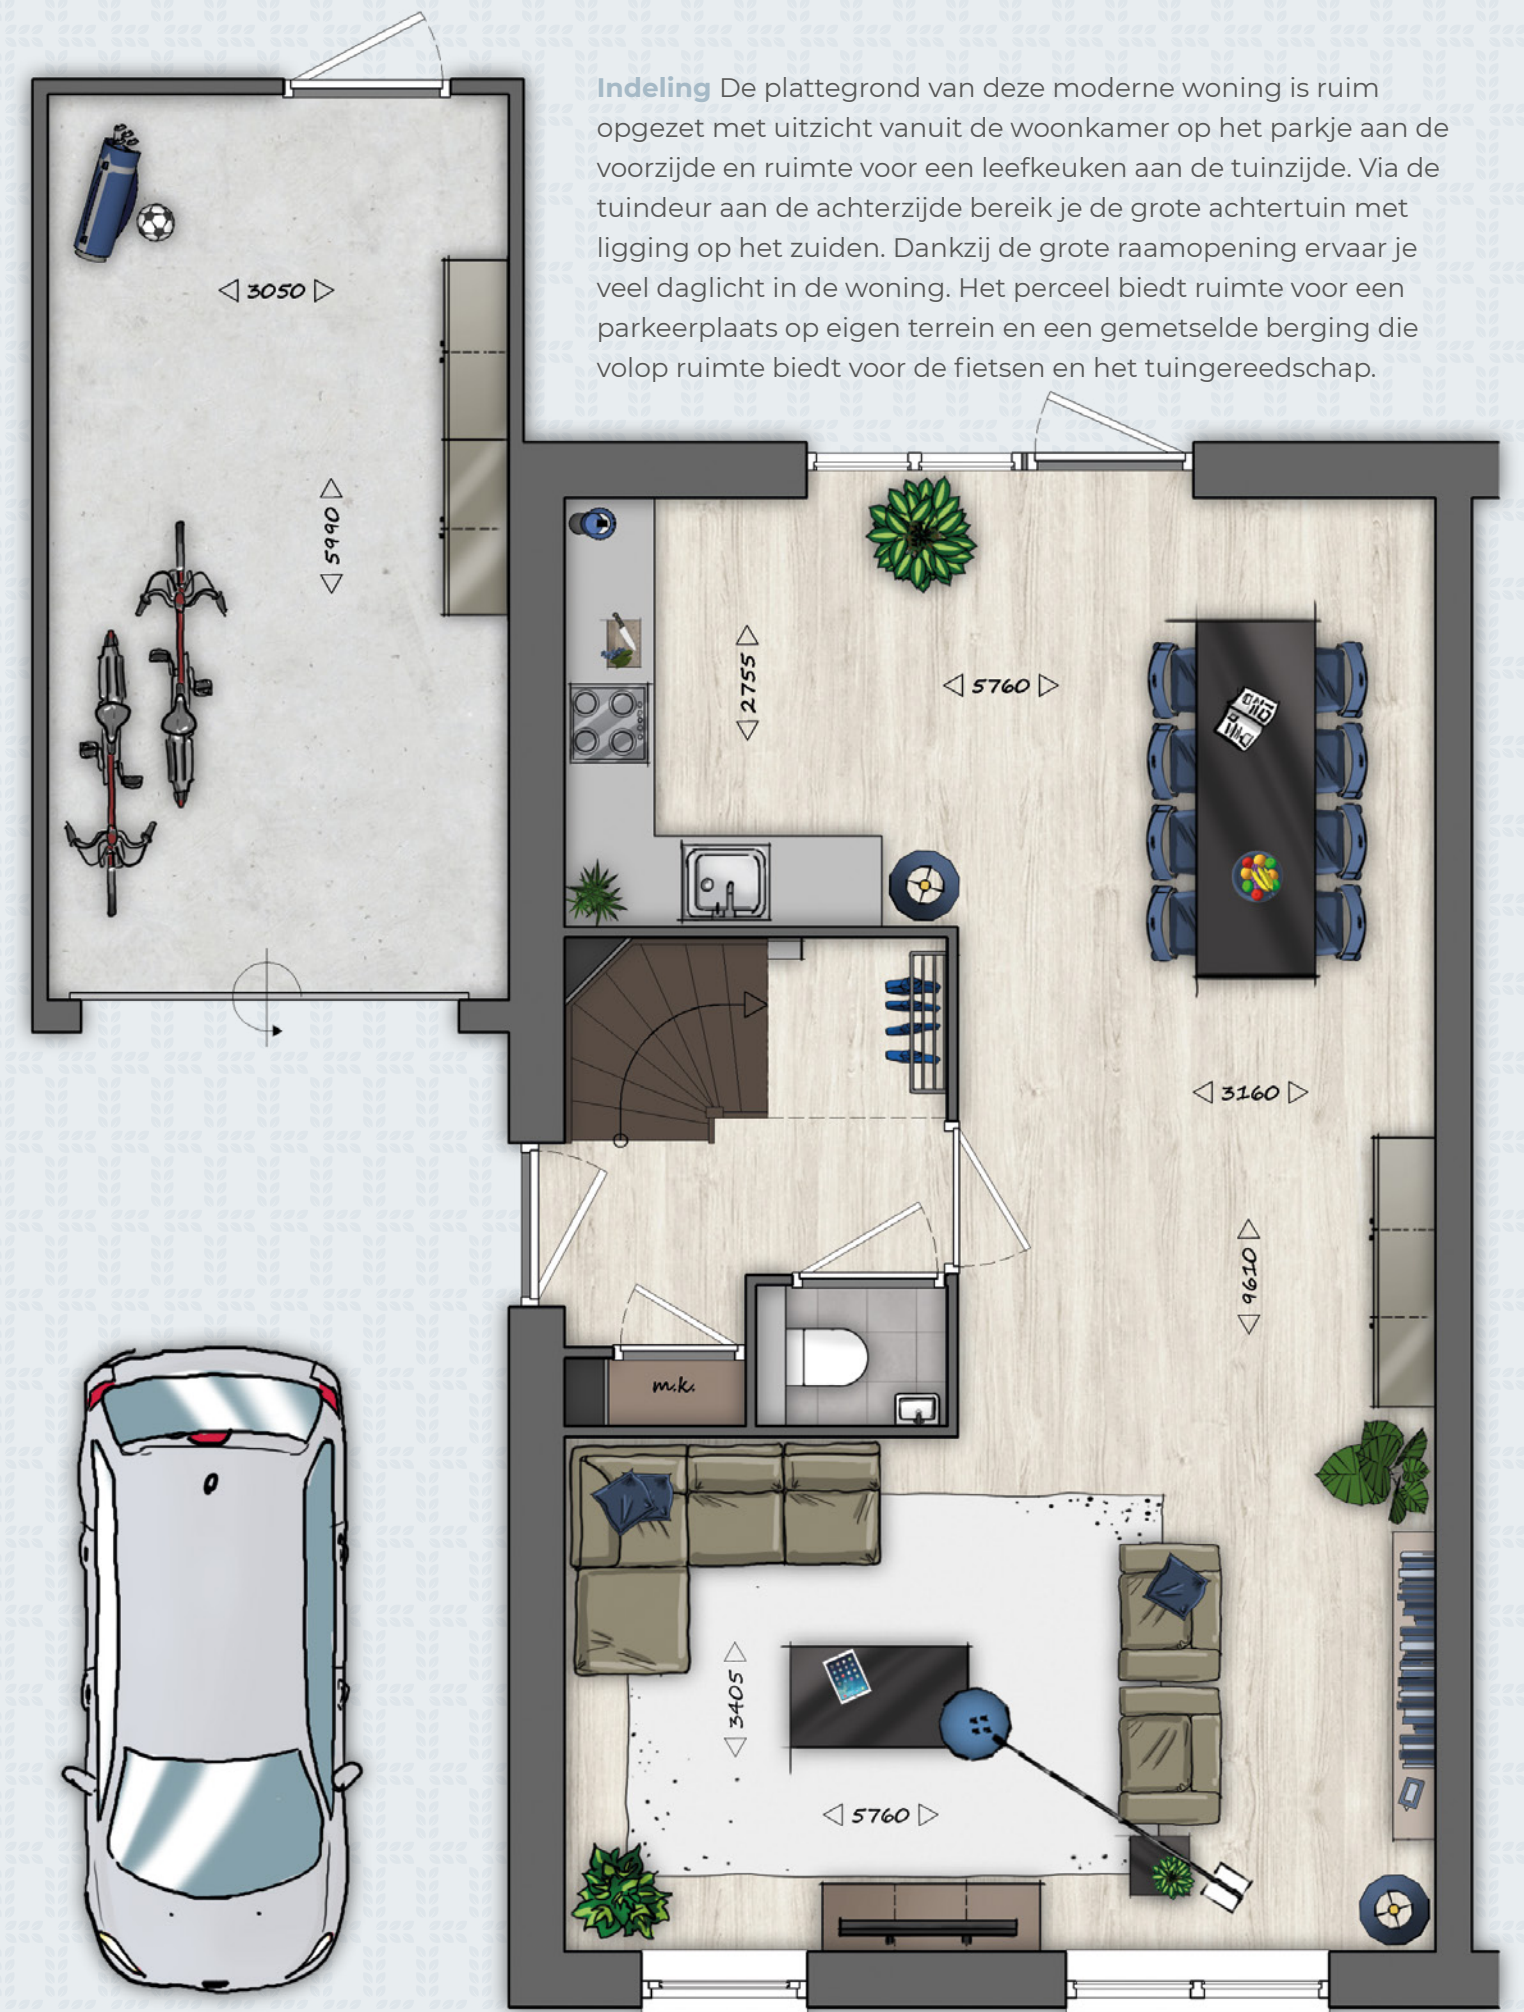 Indeling De plattegrond van deze moderne woning is ruim
opgezet met uitzicht vanuit de woonkamer op het parkje aan de
voorzijde en ruimte voor een leefkeuken aan de tuinzijde. Via de
tuindeur aan de achterzijde bereik je de grote achtertuin met
ligging op het zuiden. Dankzij de grote raamopening ervaar je
veel daglicht in de woning. Het perceel biedt ruimte voor een
parkeerplaats op eigen terrein en een gemetselde berging die
volop ruimte biedt voor de fietsen en het tuingereedschap.
3050
5990
2755
5760
3160
9610
m.k.
3405
5760